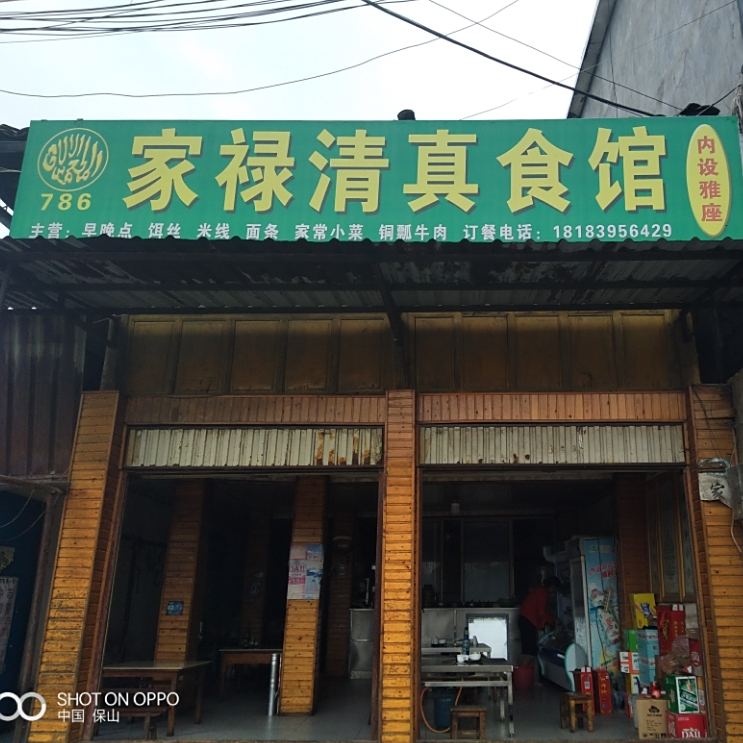 家禄清真食馆
786
内设雅座
主营：早晚点 饵丝 米线 面条 家常小菜 铜瓢牛肉 订餐电话：18183956429
家
SHOT ON OPPO
中国 保山